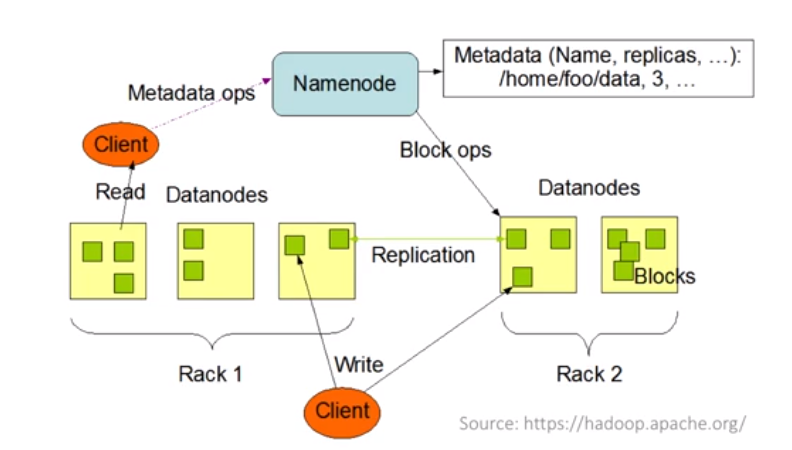 Metadata (Name, replicas, …):
/home/foo/data, 3, …
Namenode
Metadata ops
Client
Block ops
Read
Datanodes
Datanodes
Replication
Blocks
Rack 1
Write
Rack 2
Client
Source: https://hadoop.apache.org/